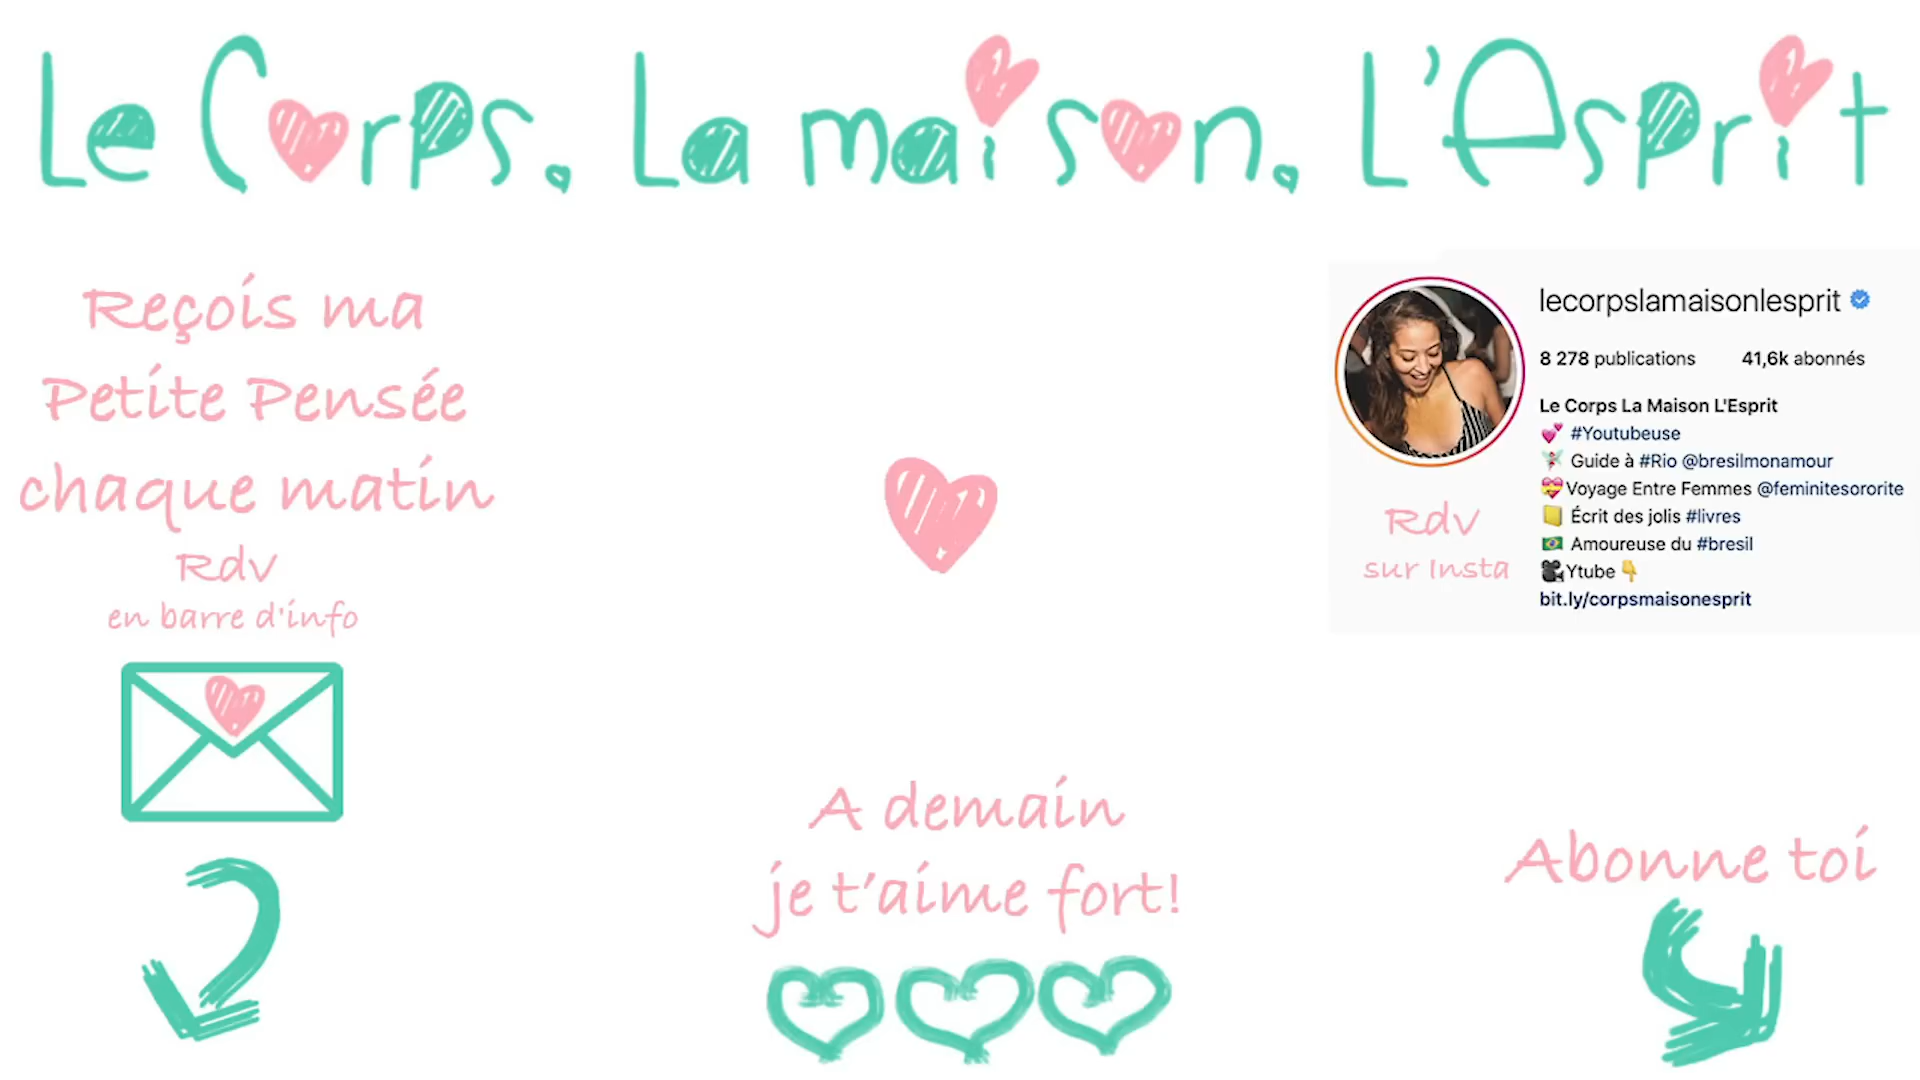 Le Corps. La maison. L'Esprit
Reçois ma
Petite Pensée
chaque matin
Rdv
en barre d'info
lecorpslamaisonlesprit
8 278 publications 41,6k abonnés
Le Corps La Maison L'Esprit
💕 #Youtubeuse
🧚 Guide à #Rio @bresilmonamour
💝Voyage Entre Femmes @feminitesororite
📒 Écrit des jolis #livres
🇧🇷 Amoureuse du #bresil
🎥Ytube👇
bit.ly/corpsmaisonesprit
Rdv
sur Insta
A demain
je t'aime fort!
Abonne toi